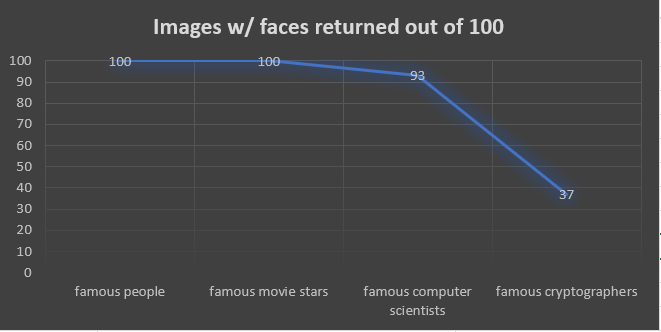 Images w/ faces returned out of 100
100
90
80
70
60
50
40
30
20
10
0
100
100
93
37
famous people
famous movie stars
famous computer
scientists
famous cryptographers